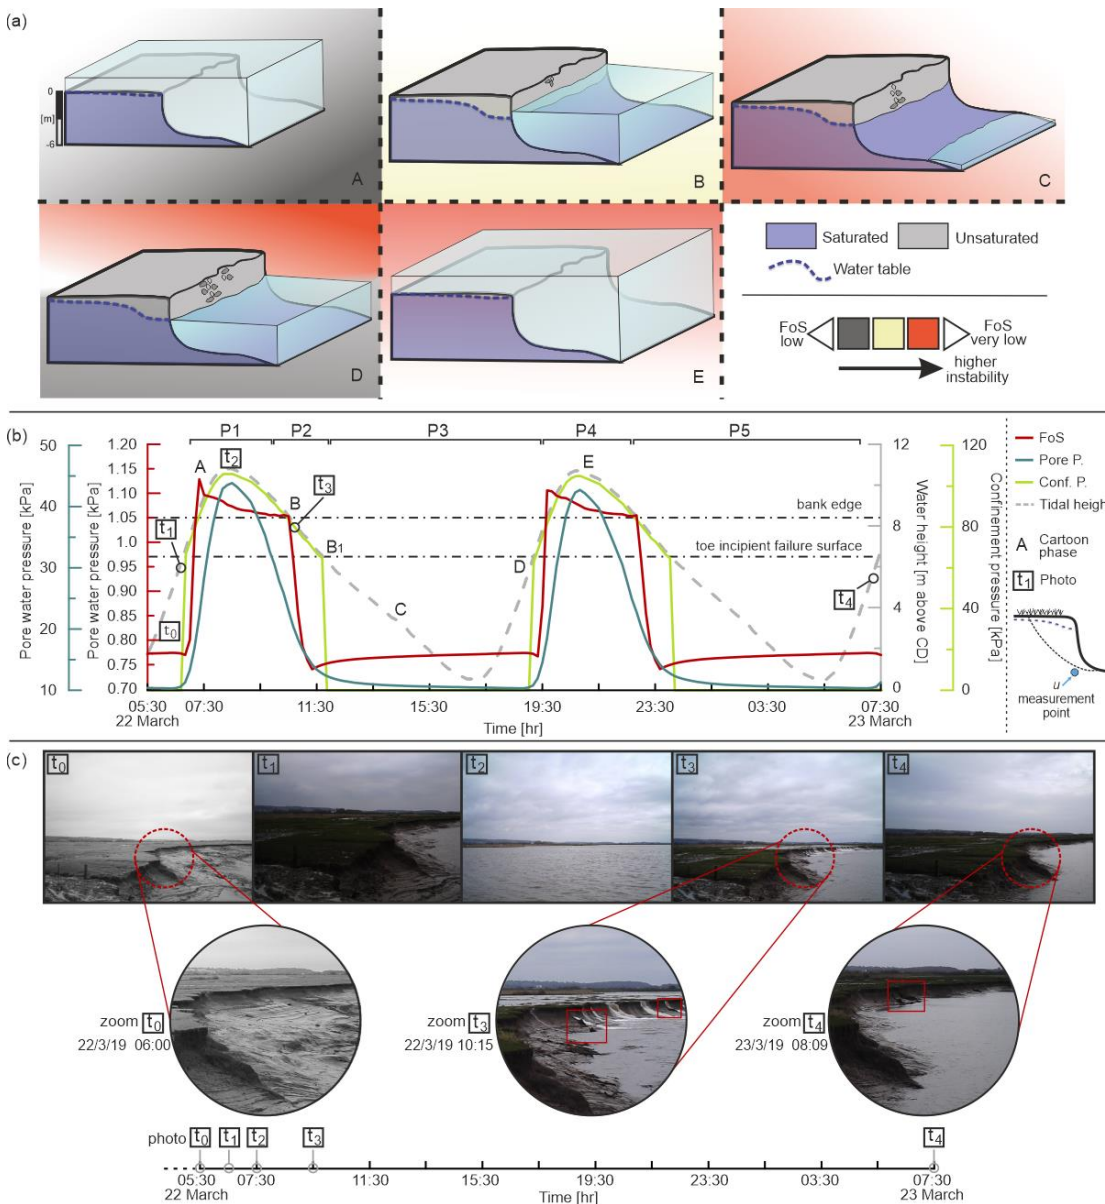 (a)
0
[m]
-6
A
B
C
D
E
Saturated
Unsaturated
Water table
FoS low
FoS very low
higher instability
(b)
P1
P2
P3
P4
P5
Pore water pressure [kPa]
50
40
30
20
10
Pore water pressure [kPa]
1.20
1.15
1.10
1.05
1.0
0.95
0.90
0.85
0.80
0.75
0.70
A
t2
B
t3
t1
B1
t0
C
D
E
t4
bank edge
toe incipient failure surface
12
8
4
0
Water height [m above CD]
120
80
40
0
Confinement pressure [kPa]
05:30
07:30
11:30
15:30
19:30
23:30
03:30
07:30
22 March
Time [hr]
23 March
FoS
Pore P.
Conf. P.
Tidal heigh
A
Cartoon phase
t1
Photo
u
measurement point
(c)
t0
t1
t2
t3
t4
zoom t0
22/3/19 06:00
zoom t3
22/3/19 10:15
zoom t4
23/3/19 08:09
photo t0 t1 t2 t3 t4
05:30 07:30 11:30 15:30 19:30 23:30 03:30 07:30
22 March
Time [hr]
23 March